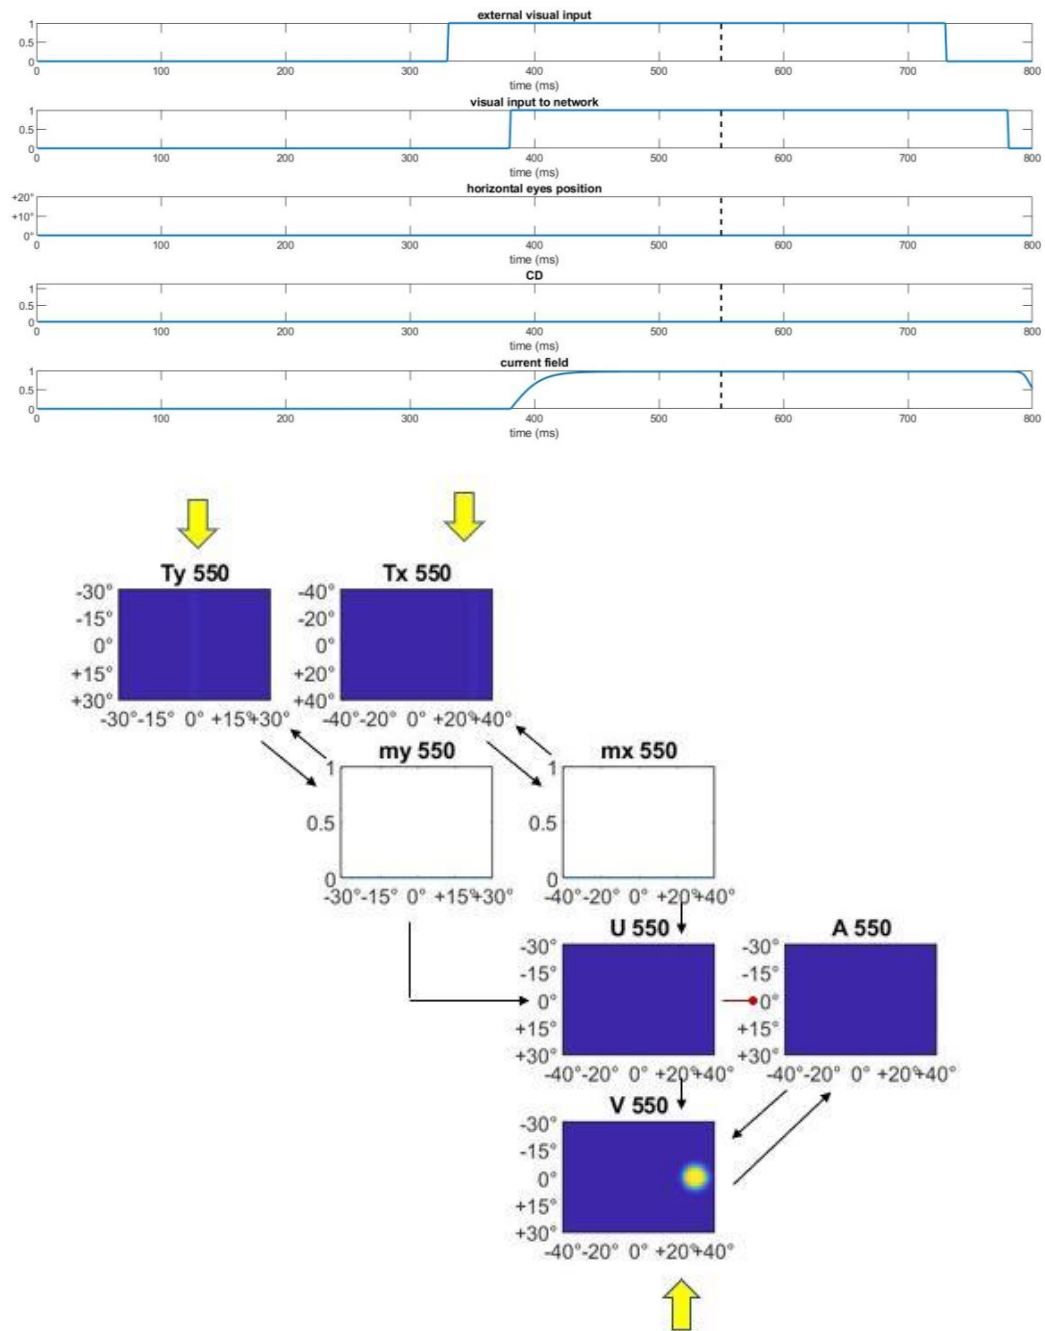 external visual input
1
0.5
0
0 100 200 300 400 500 600 700 800
time (ms)
visual input to network
1
0.5
0
0 100 200 300 400 500 600 700 800
time (ms)
horizontal eyes position
+20°
+10°
0°
0 100 200 300 400 500 600 700 800
time (ms)
CD
1
0.5
0
0 100 200 300 400 500 600 700 800
time (ms)
current field
1
0.5
0
0 100 200 300 400 500 600 700 800
time (ms)
Ty 550
-30°
-15°
0°
+15°
+30°
-30° -15° 0° +15° +30°
Tx 550
-40°
-20°
0°
+20°
+40°
-40° -20° 0° +20° +40°
my 550
1
0.5
0
-30° -15° 0° +15° +30°
mx 550
1
0.5
0
-40° -20° 0° +20° +40°
U 550
-30°
-15°
0°
+15°
+30°
-40° -20° 0° +20° +40°
A 550
-30°
-15°
0°
+15°
+30°
-40° -20° 0° +20° +40°
V 550
-30°
-15°
0°
+15°
+30°
-40° -20° 0° +20° +40°